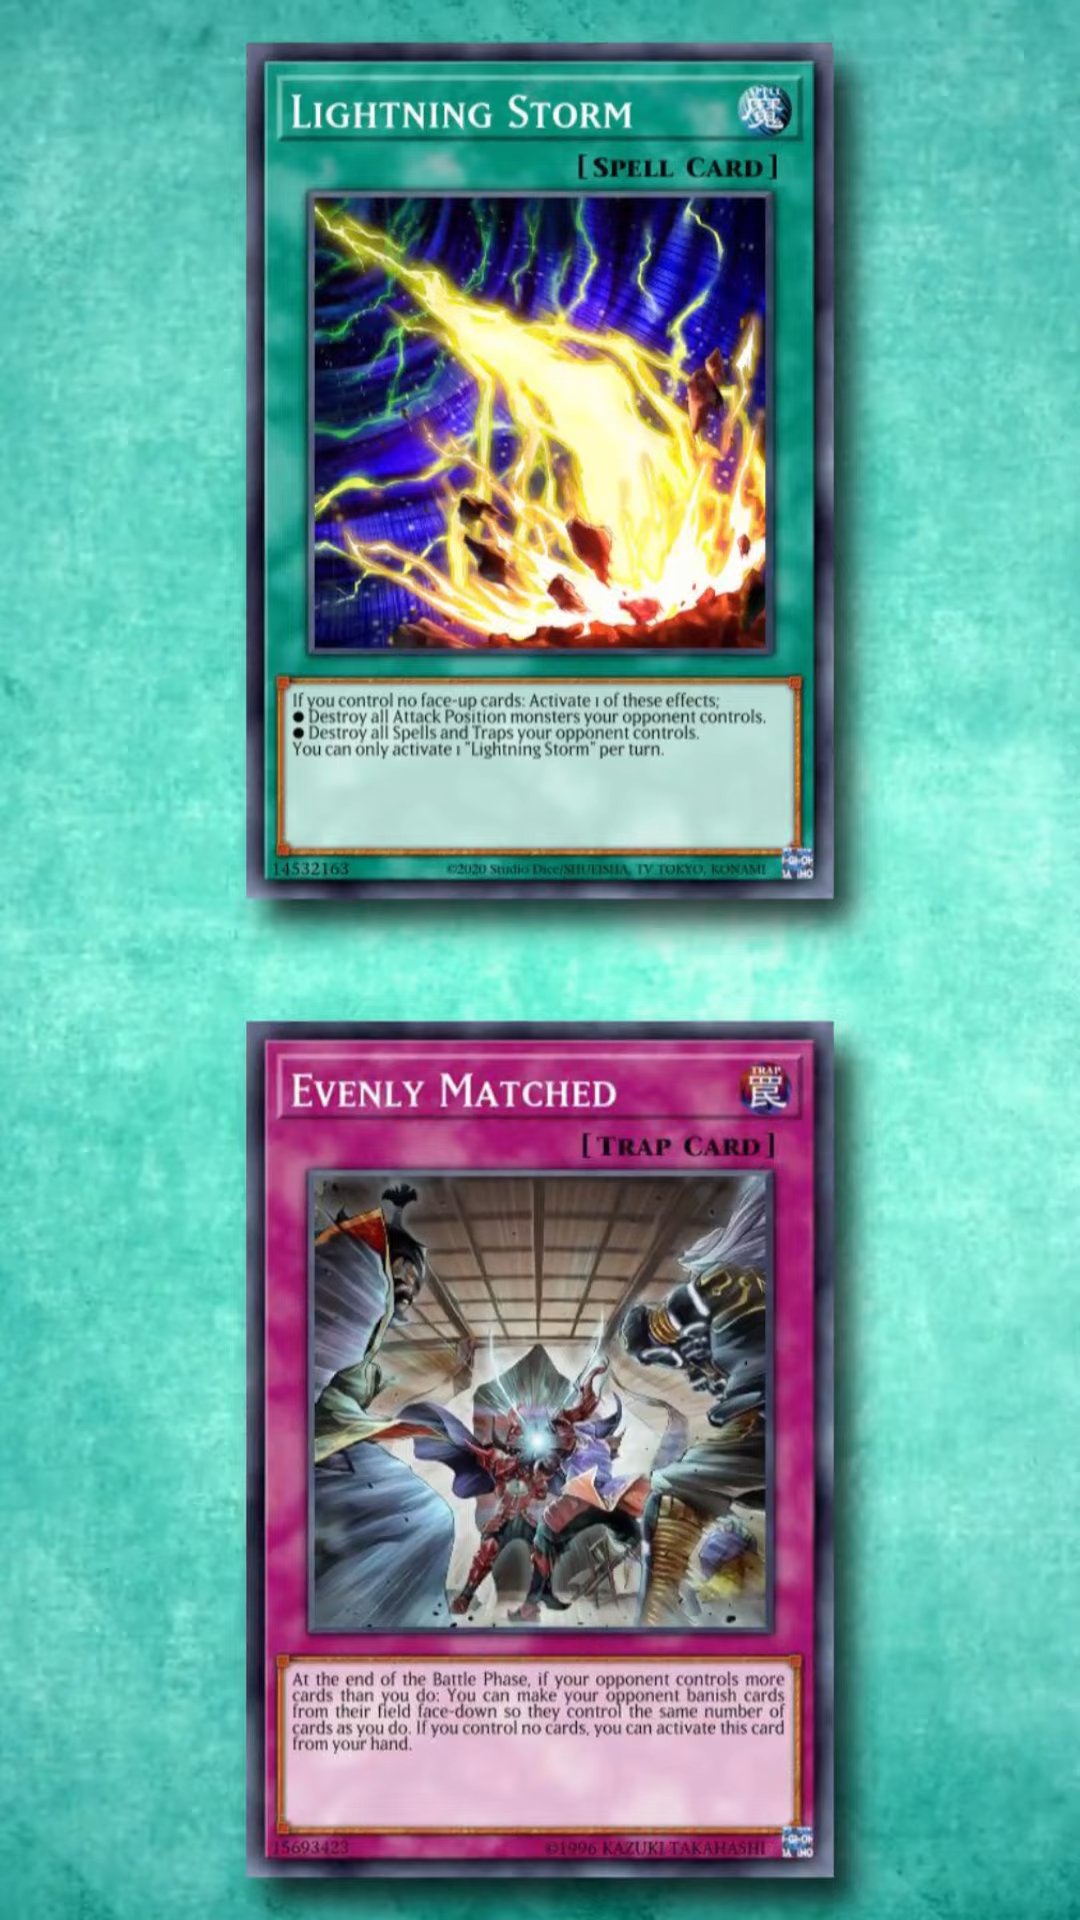 LIGHTNING STORM
SPELL
魔
[SPELL CARD]
If you control no face-up cards: Activate 1 of these effects;
● Destroy all Attack Position monsters your opponent controls.
● Destroy all Spells and Traps your opponent controls.
You can only activate 1 "Lightning Storm" per turn.
14532163 ©2020 Studio Dice/SHUEISHA, TV TOKYO, KONAMI
EVENLY MATCHED
TRAP
罠
[TRAP CARD]
At the end of the Battle Phase, if your opponent controls more
cards than you do: You can make your opponent banish cards
from their field face-down so they control the same number of
cards as you do. If you control no cards, you can activate this card
from your hand.
15693423 ©1996 KAZUKI TAKAHASHI